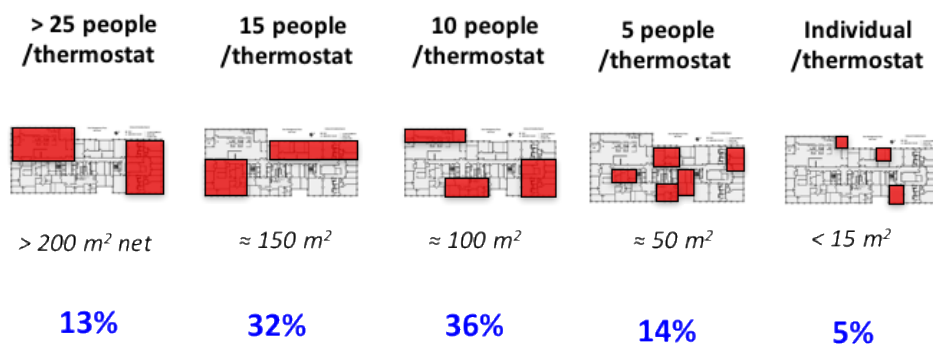 > 25 people
/thermostat
15 people
/thermostat
10 people
/thermostat
5 people
/thermostat
Individual
/thermostat
> 200 m² net
≈ 150 m²
≈ 100 m²
≈ 50 m²
< 15 m²
13%
32%
36%
14%
5%